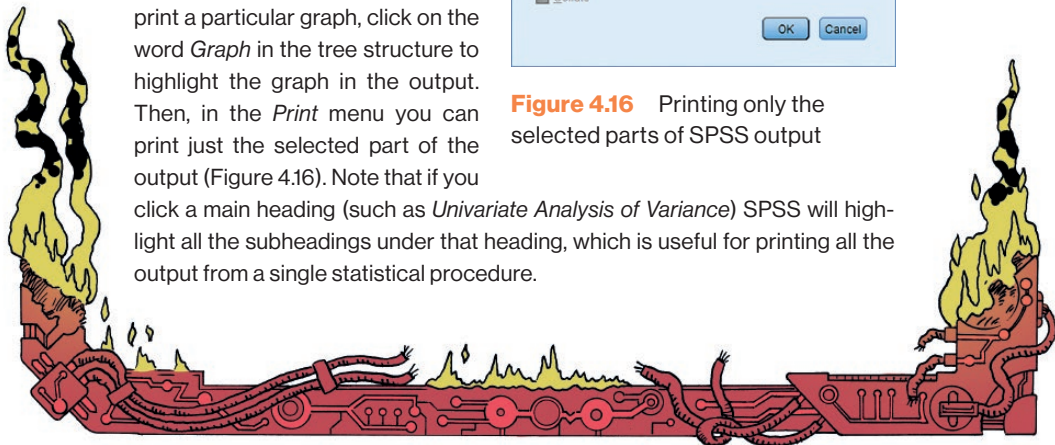 print a particular graph, click on the
word Graph in the tree structure to
highlight the graph in the output.
Then, in the Print menu you can
print just the selected part of the
output (Figure 4.16). Note that if you
click a main heading (such as Univariate Analysis of Variance) SPSS will high-
light all the subheadings under that heading, which is useful for printing all the
output from a single statistical procedure.
OK Cancel
Figure 4.16 Printing only the
selected parts of SPSS output